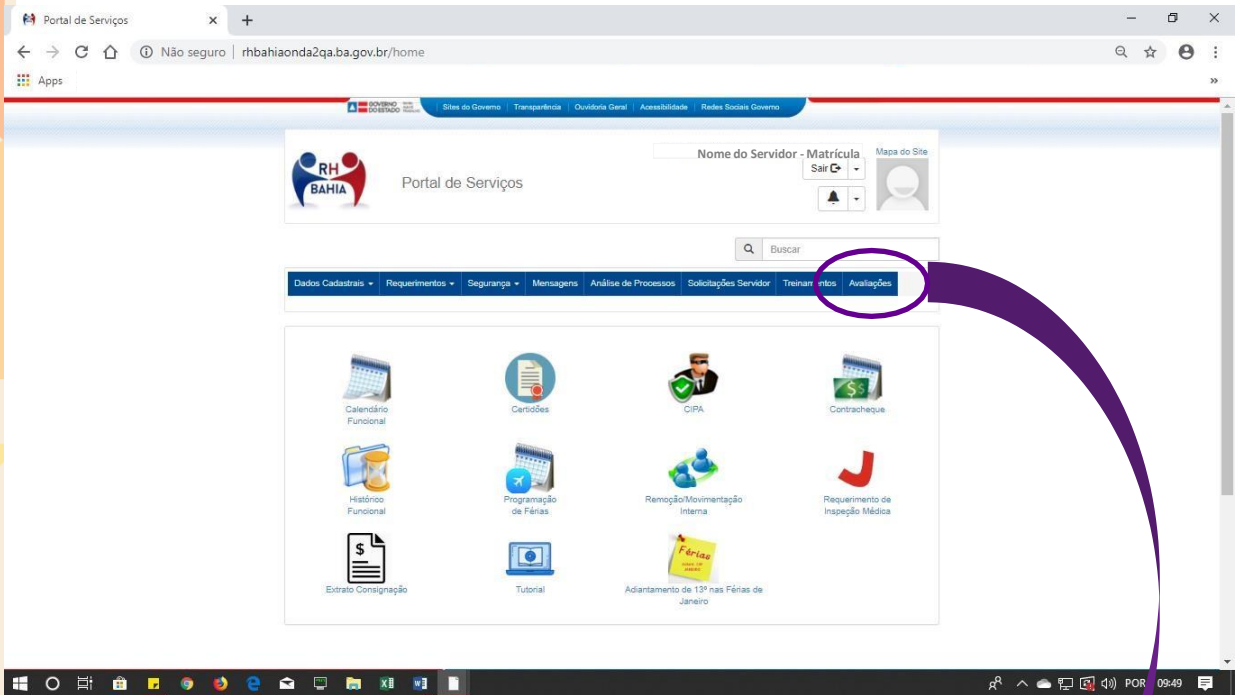 Portal de Serviços
Não seguro | rhbahiaonda2qa.ba.gov.br/home
Apps
GOVERNO DO ESTADO
Sites do Governo | Transparência | Ouvidoria Geral | Acessibilidade | Redes Sociais Governo
Nome do Servidor - Matrícula
Mapa do Site
RH
BAHIA
Portal de Serviços
Sair
Buscar
Dados Cadastrais Requerimentos Segurança Mensagens Análise de Processos Solicitações Servidor Treinamentos Avaliações
Calendário
Funcional
Certidões
CIPA
Contracheque
Histórico
Funcional
Programação
de Férias
Remoção/Movimentação
Interna
Requerimento de
Inspeção Médica
Extrato Consignação
Tutorial
Férias
Adiantamento de 13º nas Férias de
Janeiro
POR 09:49